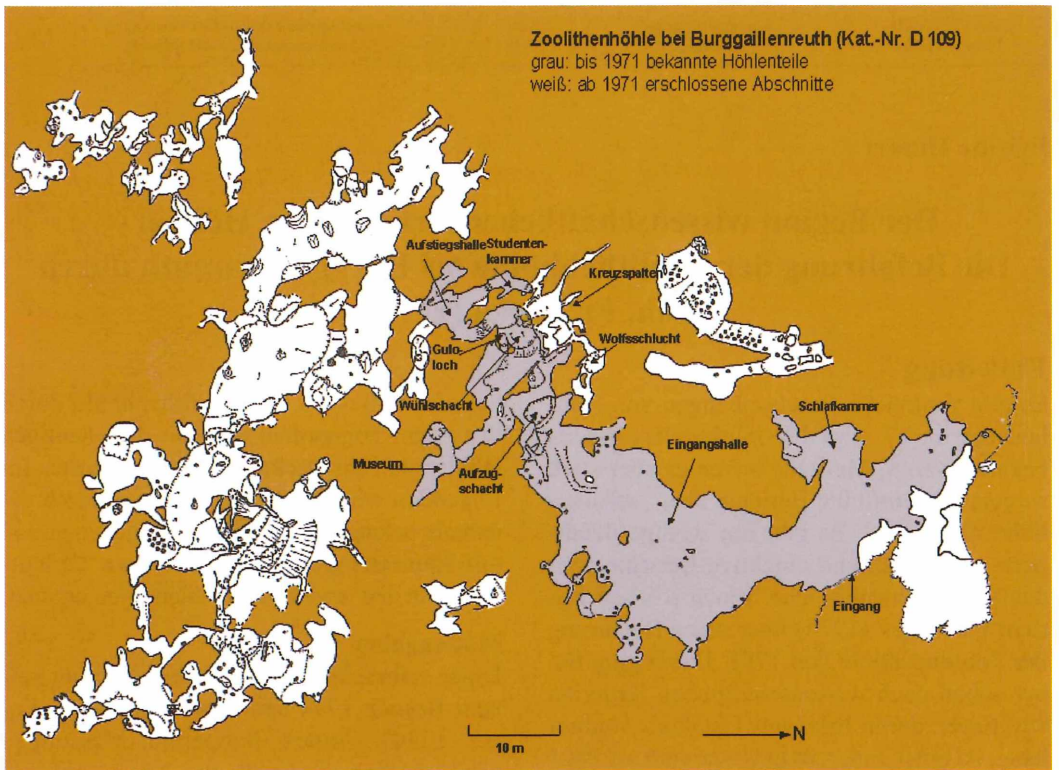 Zoolithenhöhle bei Burggaillenreuth (Kat.-Nr. D 109)
grau: bis 1971 bekannte Höhlenteile
weiß: ab 1971 erschlossene Abschnitte
Aufstiegshalle
Studenten-
kammer
Kreuzspalten
Gulo-
loch
Wolfsschlucht
Wühlschacht
Schlafkammer
Eingangshalle
Museum
Aufzug-
schacht
Eingang
10 m
N